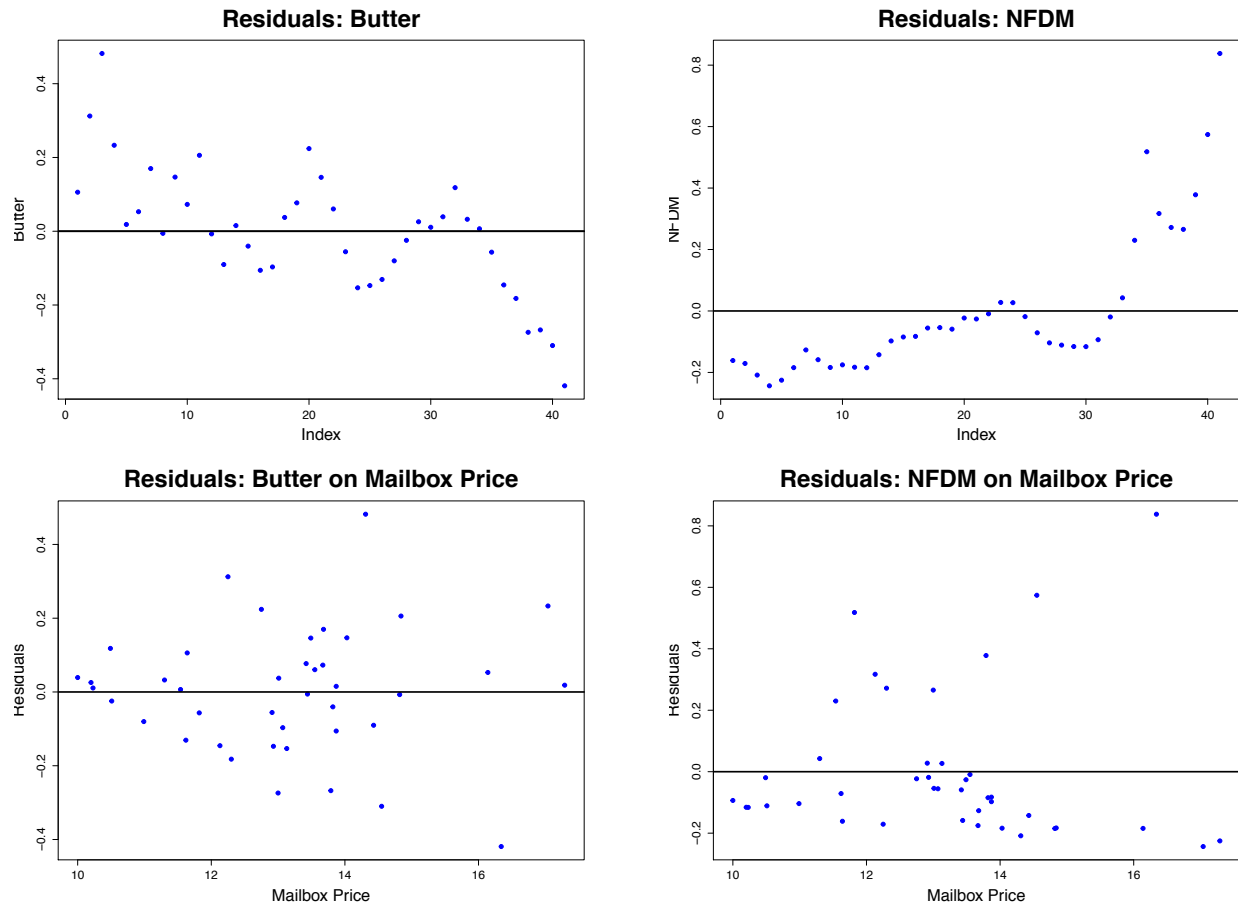 Residuals: Butter
Butter
0.4
0.2
0.0
-0.2
-0.4
0 10 20 30 40
Index
Residuals: NFDM
NFDM
0.8
0.6
0.4
0.2
0.0
-0.2
0 10 20 30 40
Index
Residuals: Butter on Mailbox Price
Residuals
0.4
0.2
0.0
-0.2
-0.4
10 12 14 16
Mailbox Price
Residuals: NFDM on Mailbox Price
Residuals
0.8
0.6
0.4
0.2
0.0
-0.2
10 12 14 16
Mailbox Price